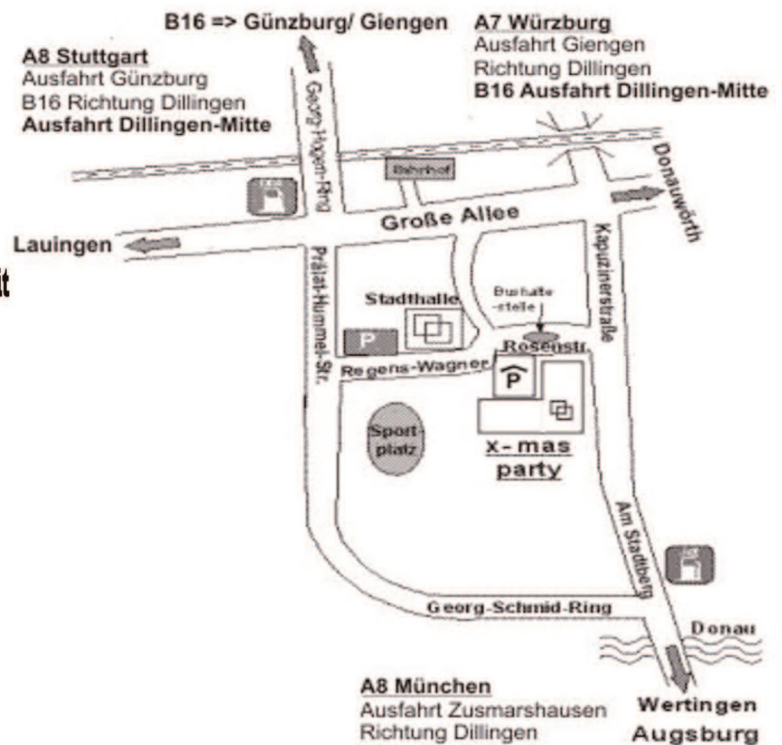 B16 => Günzburg/ Giengen
A7 Würzburg
Ausfahrt Giengen
Richtung Dillingen
B16 Ausfahrt Dillingen-Mitte
A8 Stuttgart
Ausfahrt Günzburg
B16 Richtung Dillingen
Ausfahrt Dillingen-Mitte
Georg-Hogen-Ring
Bahnhof
Donauwörth
Große Allee
Lauingen
Kapuzinerstraße
Prälat-Hummel-Str.
Stadthalle
Bushalte
-stelle
P
Rosenstr.
Regens-Wagner
P
Sport-
platz
x-mas
party
Am Stadtberg
Georg-Schmid-Ring
Donau
A8 München
Ausfahrt Zusmarshausen
Richtung Dillingen
Wertingen
Augsburg